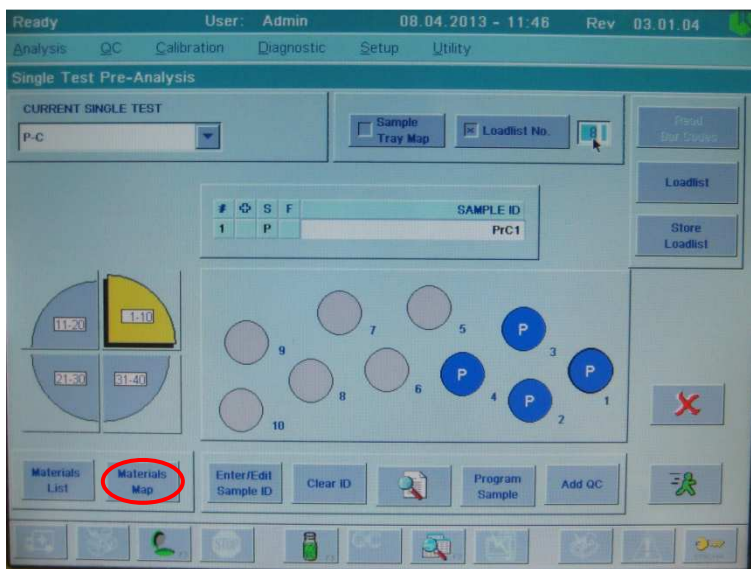 Ready User: Admin 08.04.2013 - 11:46 Rev 03.01.04
Analysis QC Calibration Diagnostic Setup Utility
Single Test Pre-Analysis
CURRENT SINGLE TEST
P-C
Sample Tray Map
Loadlist No.
8
Read Bar Codes
Loadlist
Store Loadlist
# S F SAMPLE ID
1 P PrC1
11-20
1-10
21-30
31-40
P
P
P
P
1
2
3
4
5
6
7
8
9
10
Materials List
Materials Map
Enter/Edit Sample ID
Clear ID
Program Sample
Add QC
STOP
F3